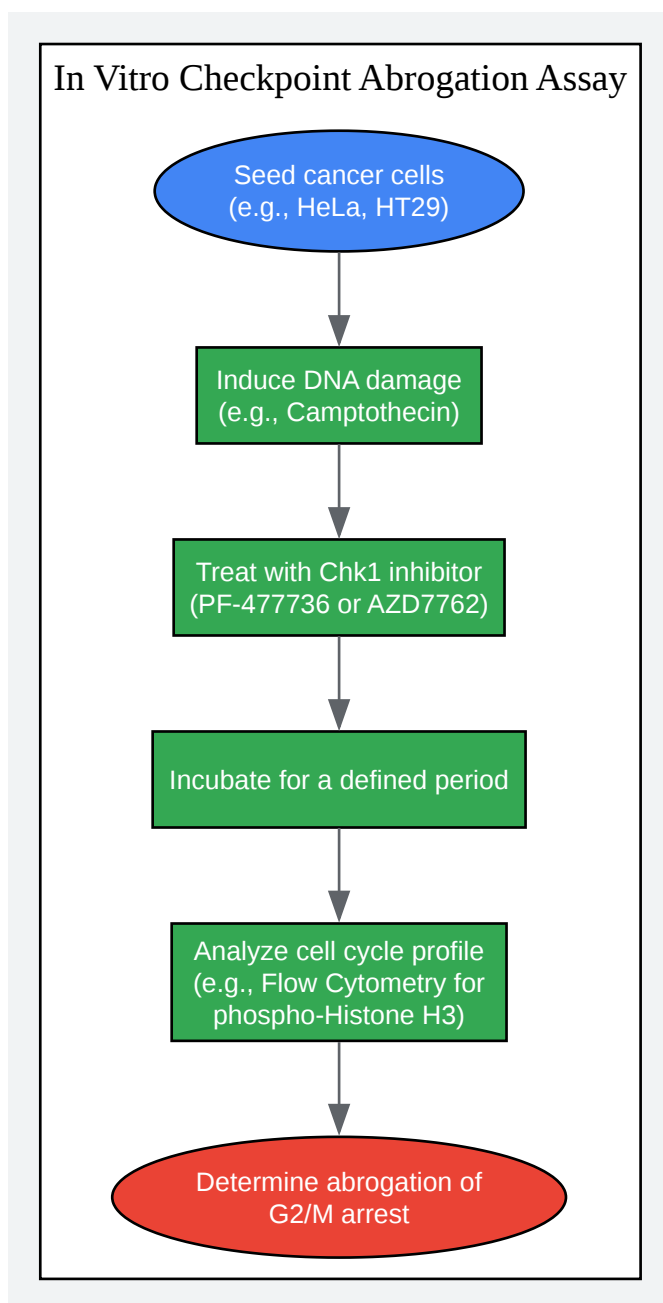 In Vitro Checkpoint Abrogation Assay
Seed cancer cells
(e.g., HeLa, HT29)
Induce DNA damage
(e.g., Camptothecin)
Treat with Chk1 inhibitor
(PF-477736 or AZD7762)
Incubate for a defined period
Analyze cell cycle profile
(e.g., Flow Cytometry for
phospho-Histone H3)
Determine abrogation of
G2/M arrest